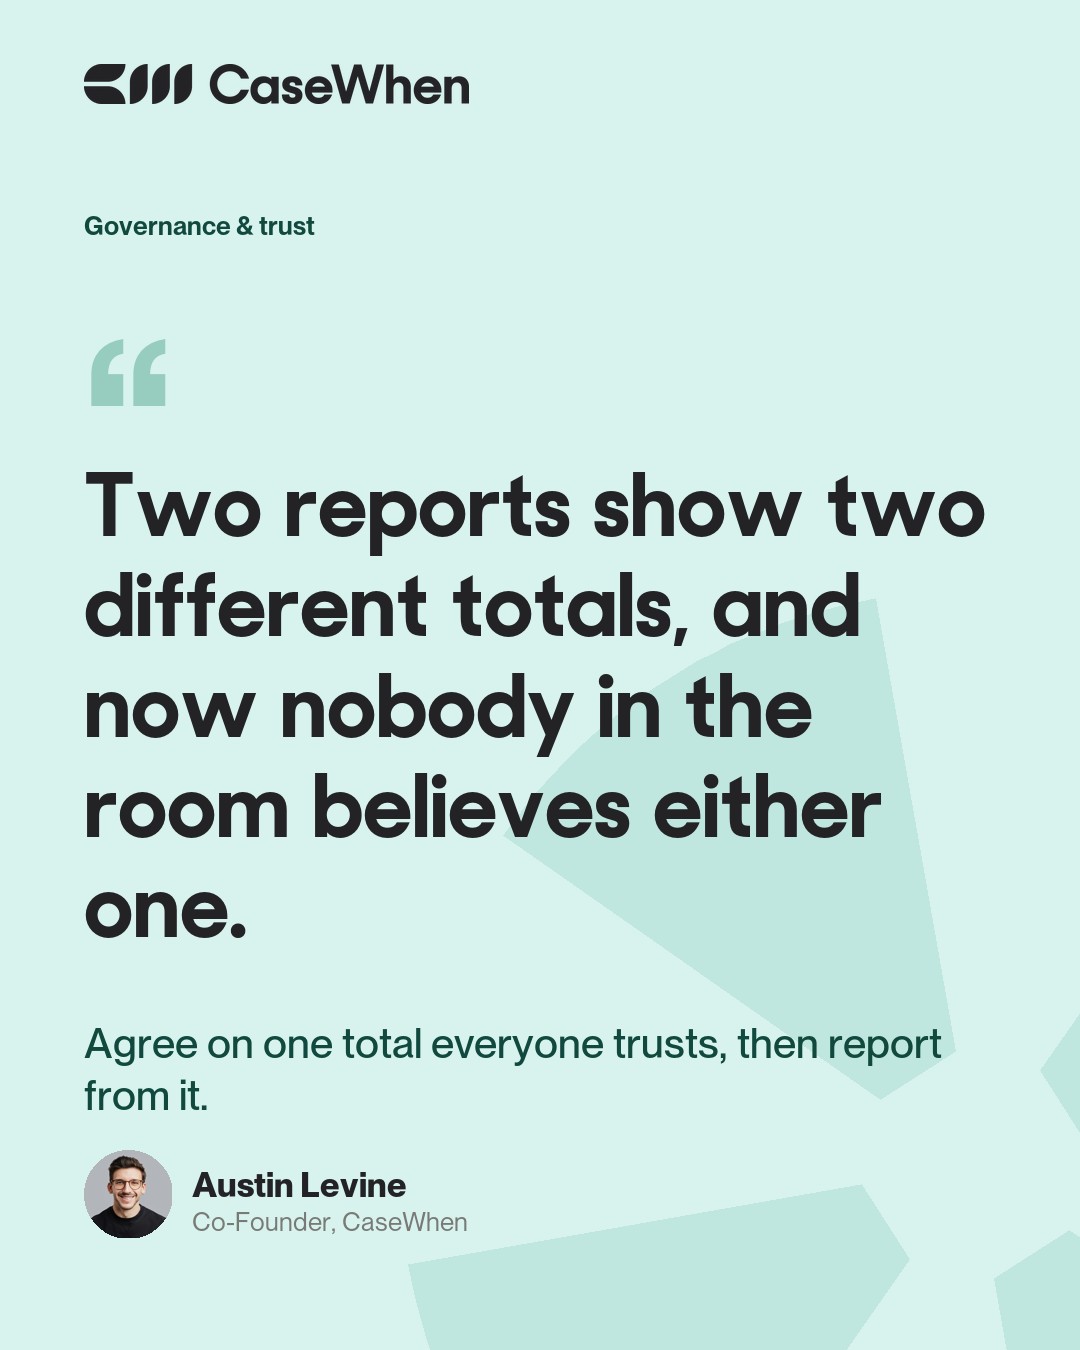 CaseWhen
Governance & trust
“
Two reports show two
different totals, and
now nobody in the
room believes either
one.
Agree on one total everyone trusts, then report
from it.
Austin Levine
Co-Founder, CaseWhen